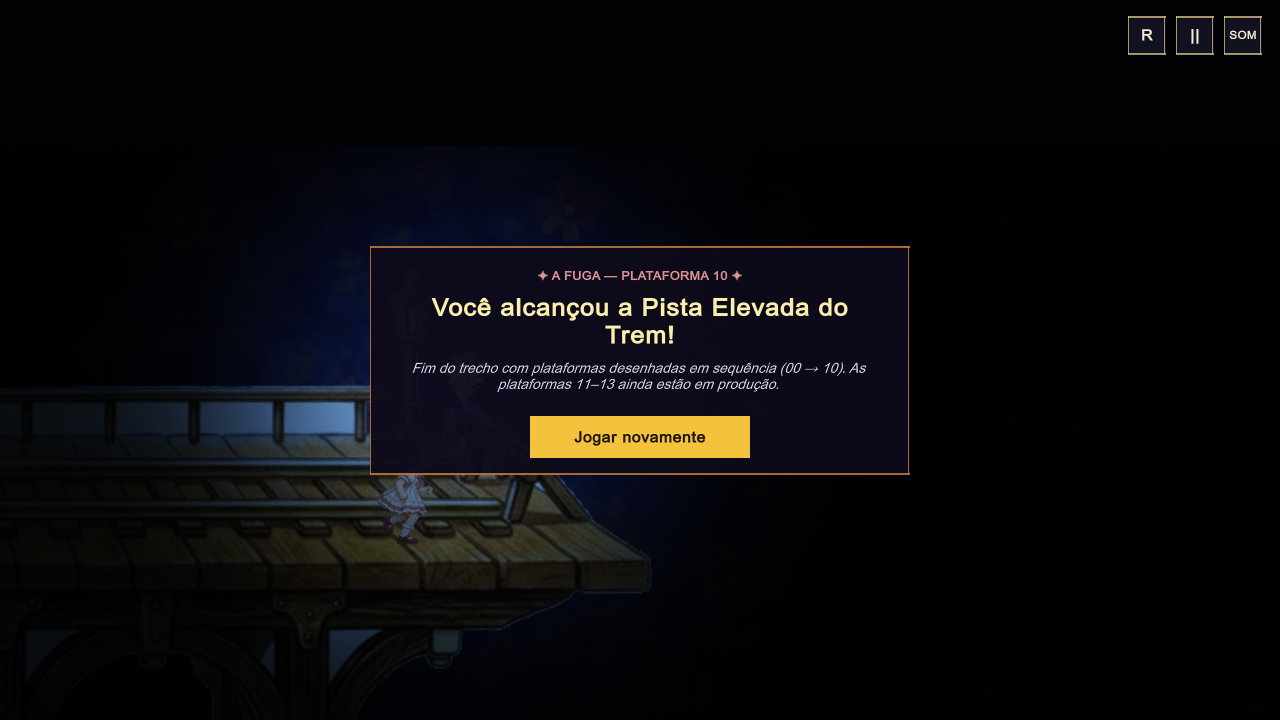 R || SOM
✦ A FUGA — PLATAFORMA 10 ✦
Você alcançou a Pista Elevada do
Trem!
Fim do trecho com plataformas desenhadas em sequência (00 → 10). As
plataformas 11–13 ainda estão em produção.
Jogar novamente